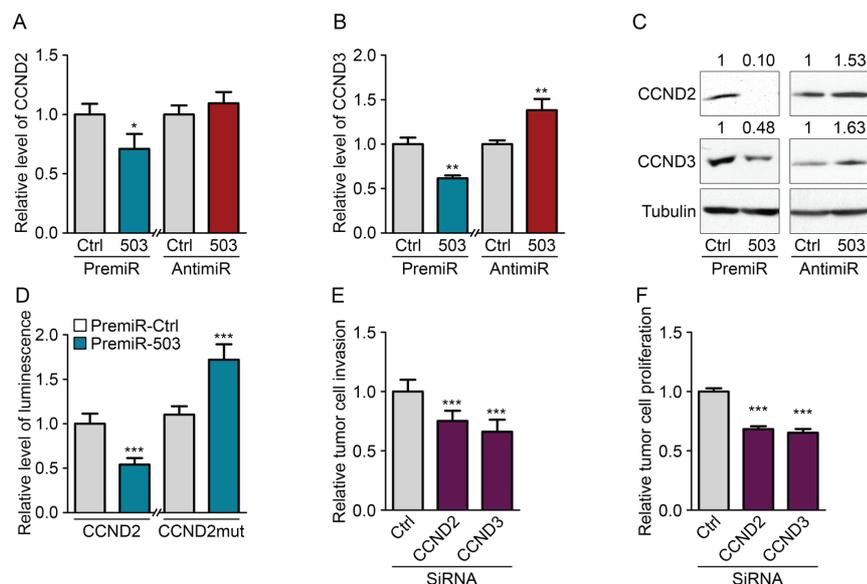 A
Relative level of CCND2
1.5
1.0
0.5
0.0
*
Ctrl 503 Ctrl 503
PremiR AntimiR
B
Relative level of CCND3
2.0
1.5
1.0
0.5
0.0
**
**
Ctrl 503 Ctrl 503
PremiR AntimiR
C
1 0.10 1 1.53
CCND2
1 0.48 1 1.63
CCND3
Tubulin
Ctrl 503 Ctrl 503
PremiR AntimiR
D
PremiR-Ctrl
PremiR-503
Relative level of luminescence
2.0
1.5
1.0
0.5
0.0
***
***
CCND2 CCND2mut
E
Relative tumor cell invasion
1.5
1.0
0.5
0.0
*** ***
Ctrl CCND2 CCND3
SiRNA
F
Relative tumor cell proliferation
1.5
1.0
0.5
0.0
*** ***
Ctrl CCND2 CCND3
SiRNA